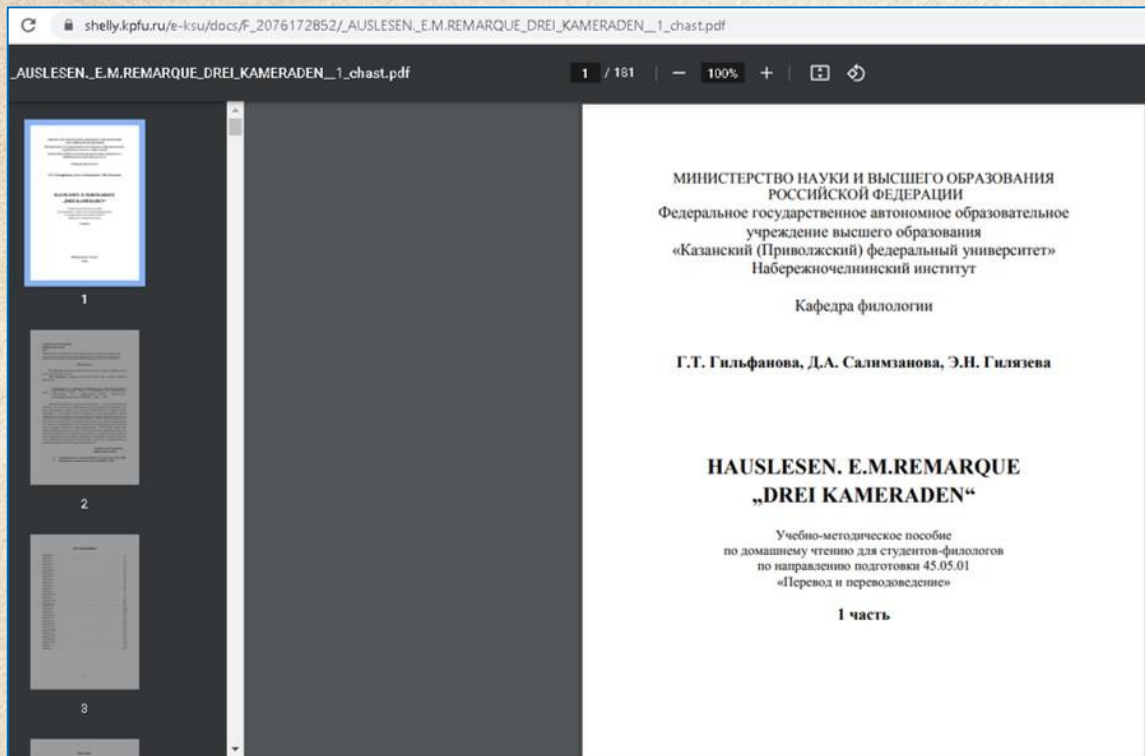 shelly.kpfu.ru/e-ksu/docs/F_2076172852/_AUSLESEN._E.M.REMARQUE_DREI_KAMERADEN__1_chast.pdf
_AUSLESEN._E.M.REMARQUE_DREI_KAMERADEN__1_chast.pdf
1 / 181
100%
1
2
3
МИНИСТЕРСТВО НАУКИ И ВЫСШЕГО ОБРАЗОВАНИЯ
РОССИЙСКОЙ ФЕДЕРАЦИИ
Федеральное государственное автономное образовательное
учреждение высшего образования
«Казанский (Приволжский) федеральный университет»
Набережночелнинский институт
Кафедра филологии
Г.Т. Гильфанова, Д.А. Салимзанова, Э.Н. Гилязева
HAUSLESEN. E.M.REMARQUE
„DREI KAMERADEN“
Учебно-методическое пособие
по домашнему чтению для студентов-филологов
по направлению подготовки 45.05.01
«Перевод и переводоведение»
1 часть